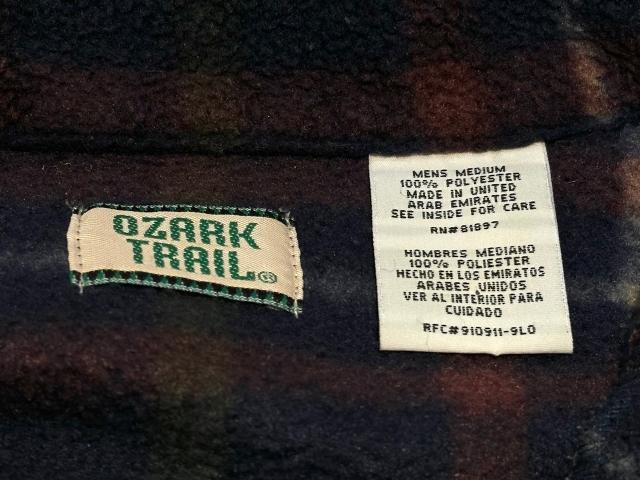 OZARK
TRAIL®
MENS MEDIUM
100% POLYESTER
MADE IN UNITED
ARAB EMIRATES
SEE INSIDE FOR CARE
RN#81897
HOMBRES MEDIANO
100% POLIESTER
HECHO EN LOS EMIRATOS
ARABES UNIDOS
VER AL INTERIOR PARA
CUIDADO
RFC#910911-9L0